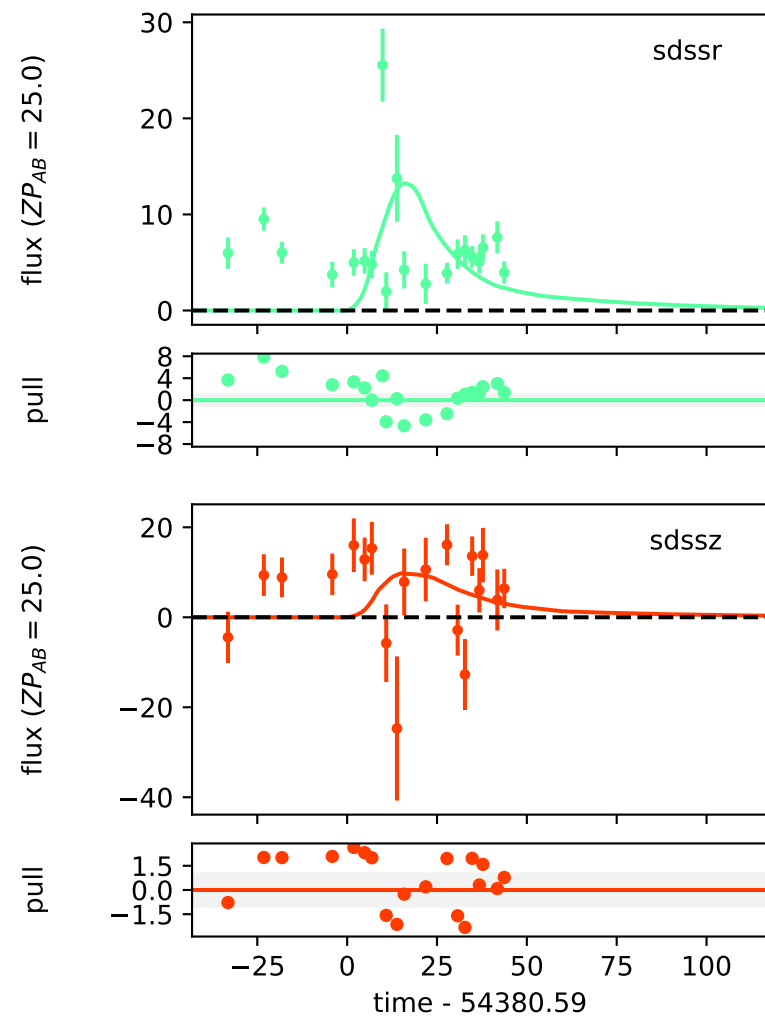 30
20
10
0
flux (ZP_AB = 25.0)
sdssr
8
4
0
−4
−8
pull
20
0
−20
−40
flux (ZP_AB = 25.0)
sdssz
1.5
0.0
−1.5
pull
−25 0 25 50 75 100
time - 54380.59